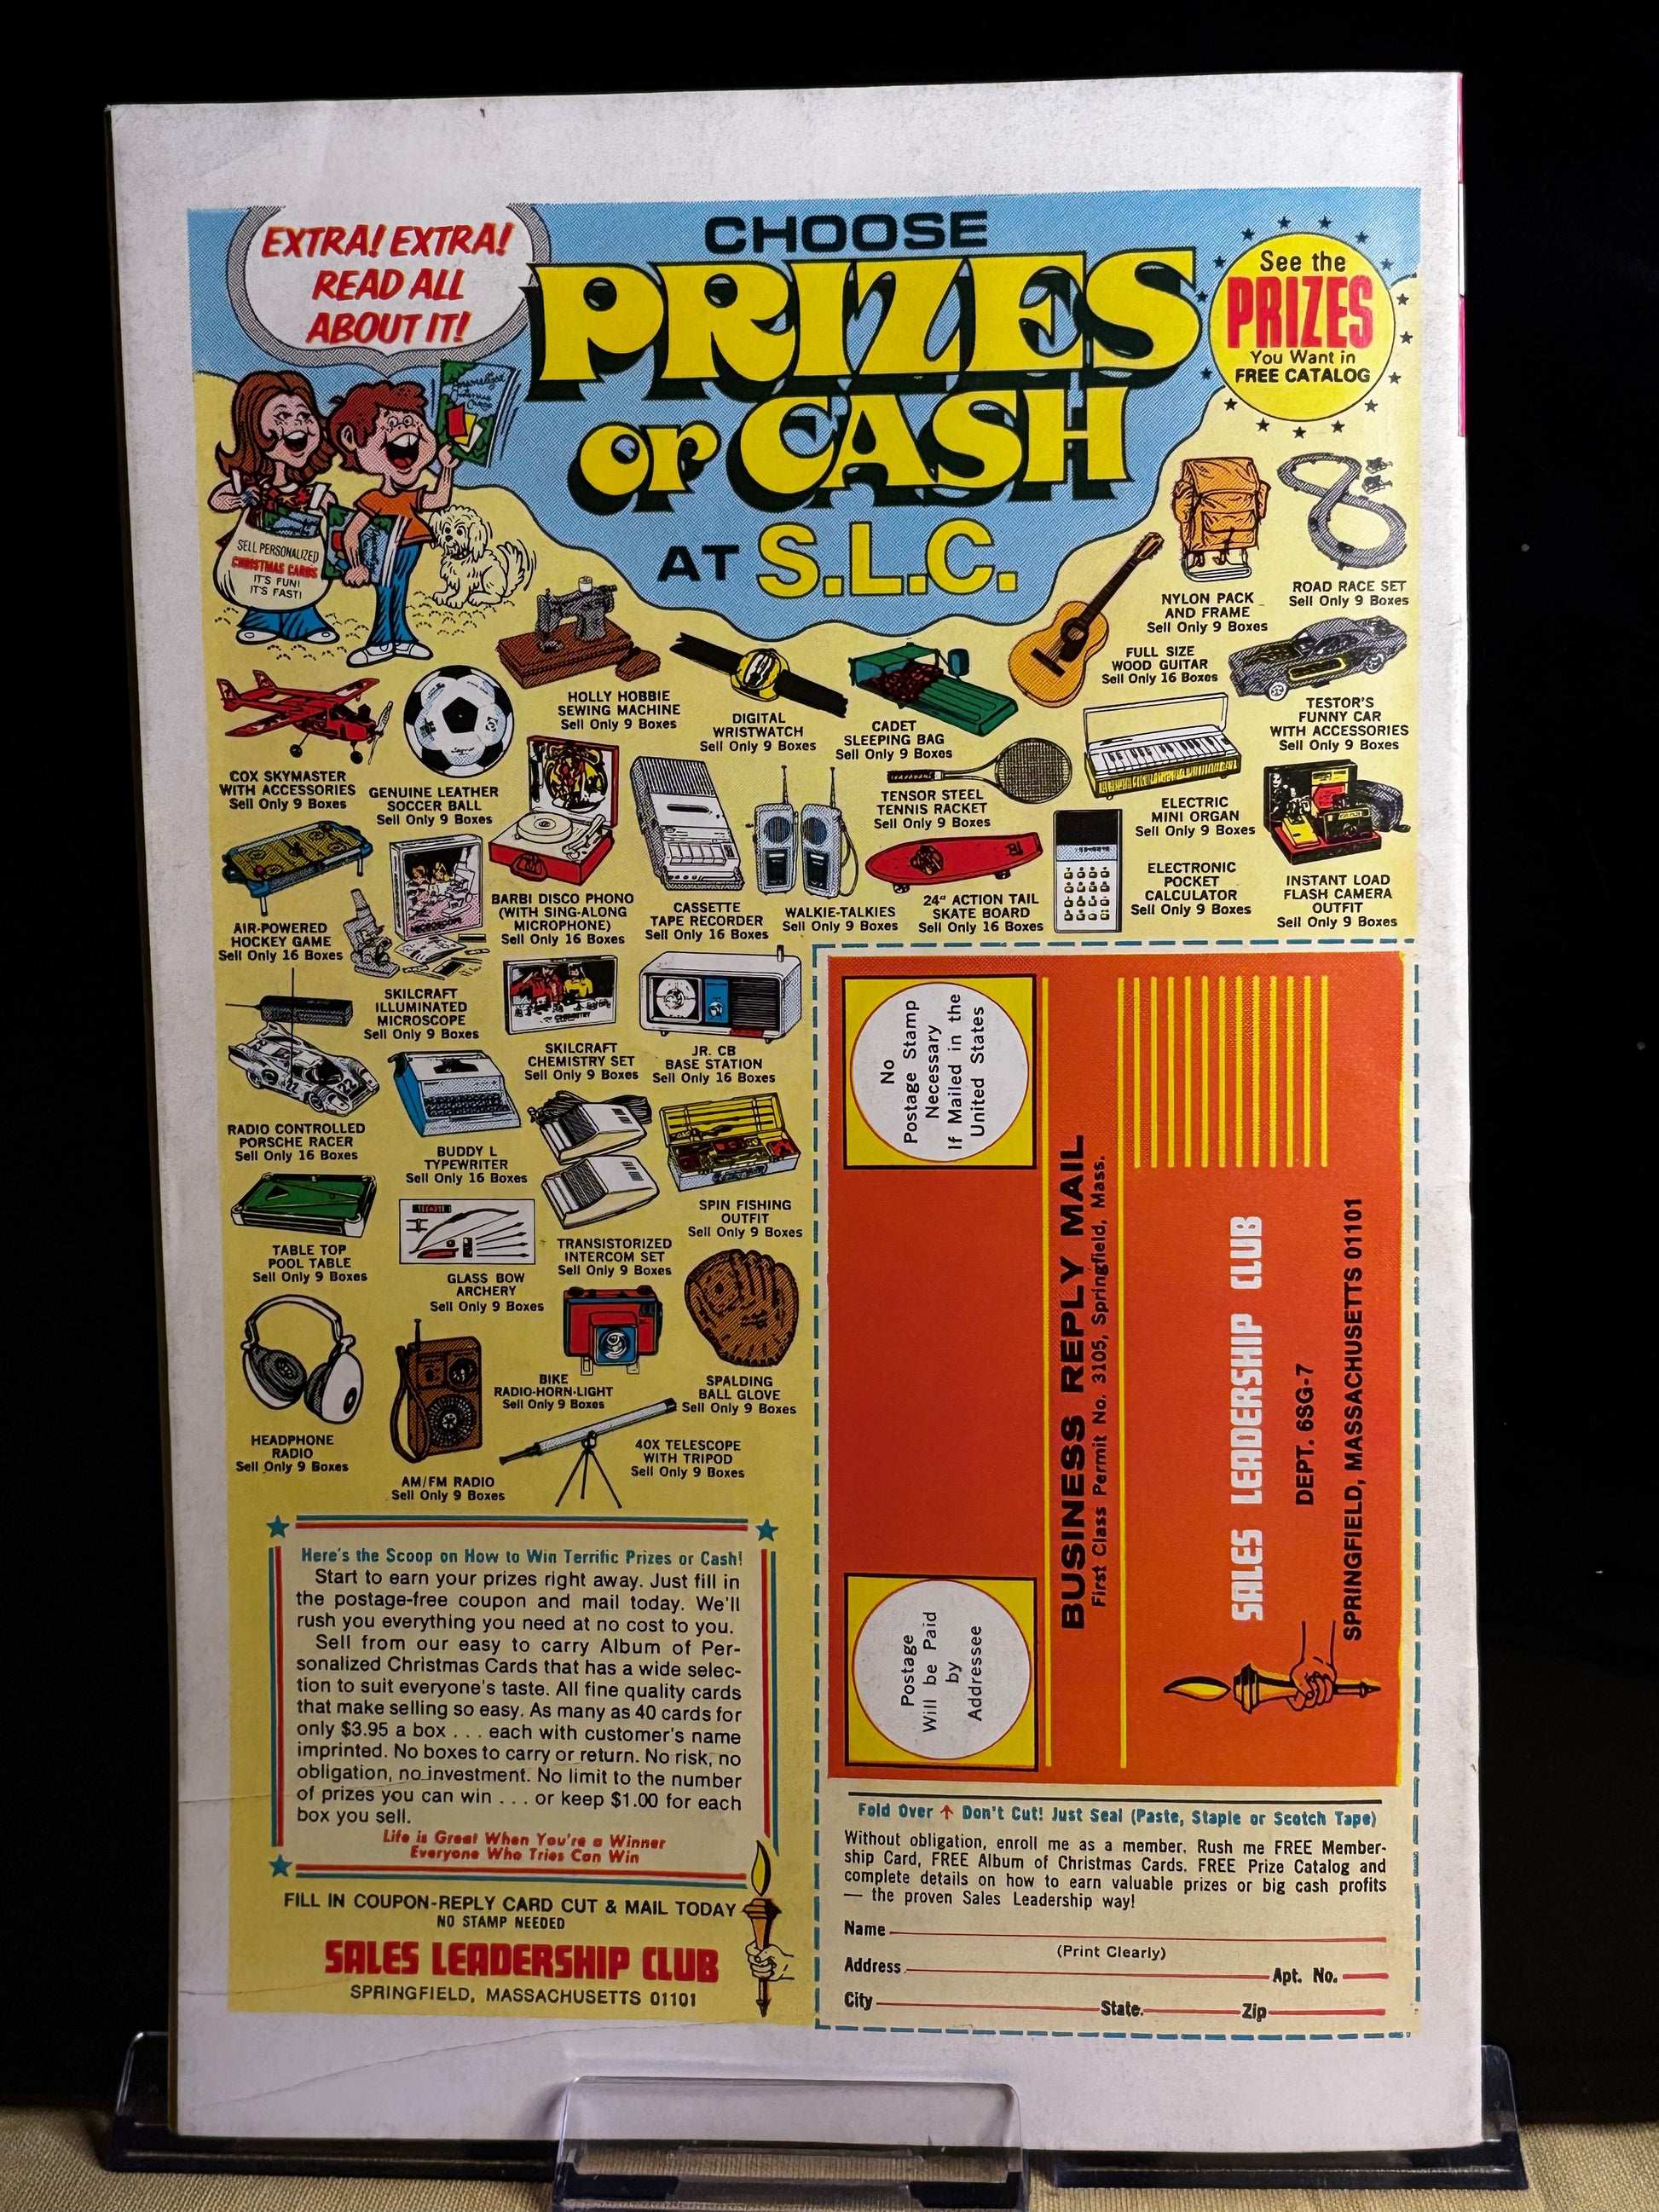 EXTRA! EXTRA!
READ ALL
ABOUT IT!
CHOOSE
PRIZES
or CASH
AT S.L.C.
See the
PRIZES
You Want in
FREE CATALOG
SELL PERSONALIZED
CHRISTMAS CARDS
IT'S FUN!
IT'S FAST!
NYLON PACK
AND FRAME
Sell Only 9 Boxes
ROAD RACE SET
Sell Only 9 Boxes
FULL SIZE
WOOD GUITAR
Sell Only 16 Boxes
HOLLY HOBBIE
SEWING MACHINE
Sell Only 9 Boxes
DIGITAL
WRISTWATCH
Sell Only 9 Boxes
CADET
SLEEPING BAG
Sell Only 9 Boxes
TESTOR'S
FUNNY CAR
WITH ACCESSORIES
Sell Only 9 Boxes
COX SKYMASTER
WITH ACCESSORIES
Sell Only 9 Boxes
GENUINE LEATHER
SOCCER BALL
Sell Only 9 Boxes
TENSOR STEEL
TENNIS RACKET
Sell Only 9 Boxes
ELECTRIC
MINI ORGAN
Sell Only 9 Boxes
AIR-POWERED
HOCKEY GAME
Sell Only 16 Boxes
BARBI DISCO PHONO
(WITH SING-ALONG
MICROPHONE)
Sell Only 16 Boxes
CASSETTE
TAPE RECORDER
Sell Only 16 Boxes
WALKIE-TALKIES
Sell Only 9 Boxes
24" ACTION TAIL
SKATE BOARD
Sell Only 16 Boxes
ELECTRONIC
POCKET
CALCULATOR
Sell Only 9 Boxes
INSTANT LOAD
FLASH CAMERA
OUTFIT
Sell Only 9 Boxes
MICROSCOPE
SKILCRAFT
ILLUMINATED
MICROSCOPE
Sell Only 9 Boxes
CHEMISTRY
SKILCRAFT
CHEMISTRY SET
Sell Only 9 Boxes
JR. CB
BASE STATION
Sell Only 16 Boxes
22
RADIO CONTROLLED
PORSCHE RACER
Sell Only 16 Boxes
BUDDY L
TYPEWRITER
Sell Only 16 Boxes
SPIN FISHING
OUTFIT
Sell Only 9 Boxes
TABLE TOP
POOL TABLE
Sell Only 9 Boxes
GLASS BOW
ARCHERY
Sell Only 9 Boxes
TRANSISTORIZED
INTERCOM SET
Sell Only 9 Boxes
BIKE
RADIO-HORN-LIGHT
Sell Only 9 Boxes
SPALDING
BALL GLOVE
Sell Only 9 Boxes
HEADPHONE
RADIO
Sell Only 9 Boxes
AM/FM RADIO
Sell Only 9 Boxes
40X TELESCOPE
WITH TRIPOD
Sell Only 9 Boxes
Here's the Scoop on How to Win Terrific Prizes or Cash!
Start to earn your prizes right away. Just fill in
the postage-free coupon and mail today. We'll
rush you everything you need at no cost to you.
Sell from our easy to carry Album of Per-
sonalized Christmas Cards that has a wide selec-
tion to suit everyone's taste. All fine quality cards
that make selling so easy. As many as 40 cards for
only $3.95 a box . . . each with customer's name
imprinted. No boxes to carry or return. No risk, no
obligation, no investment. No limit to the number
of prizes you can win . . . or keep $1.00 for each
box you sell.
Life is Great When You're a Winner
Everyone Who Tries Can Win
FILL IN COUPON-REPLY CARD CUT & MAIL TODAY
NO STAMP NEEDED
SALES LEADERSHIP CLUB
SPRINGFIELD, MASSACHUSETTS 01101
No
Postage Stamp
Necessary
If Mailed in the
United States
Postage
Will be Paid
by
Addressee
BUSINESS REPLY MAIL
First Class Permit No. 3105, Springfield, Mass.
SALES LEADERSHIP CLUB
DEPT. 6SG-7
SPRINGFIELD, MASSACHUSETTS 01101
Fold Over ↑ Don't Cut! Just Seal (Paste, Staple or Scotch Tape)
Without obligation, enroll me as a member. Rush me FREE Member-
ship Card, FREE Album of Christmas Cards. FREE Prize Catalog and
complete details on how to earn valuable prizes or big cash profits
— the proven Sales Leadership way!
Name
(Print Clearly)
Address Apt. No.
City State. Zip